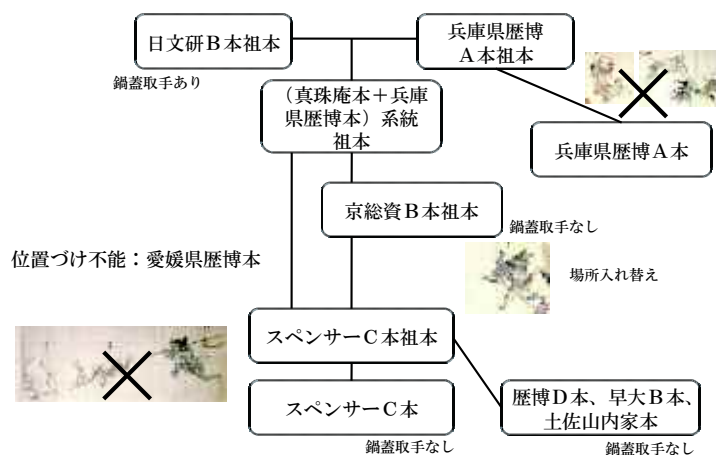 日文研Ｂ本祖本
兵庫県歴博
Ａ本祖本
鍋蓋取手あり
（真珠庵本＋兵庫
県歴博本）系統
祖本
兵庫県歴博Ａ本
京総資Ｂ本祖本
鍋蓋取手なし
位置づけ不能：愛媛県歴博本
場所入れ替え
スペンサーＣ本祖本
スペンサーＣ本
鍋蓋取手なし
歴博Ｄ本、早大Ｂ本、
土佐山内家本
鍋蓋取手なし